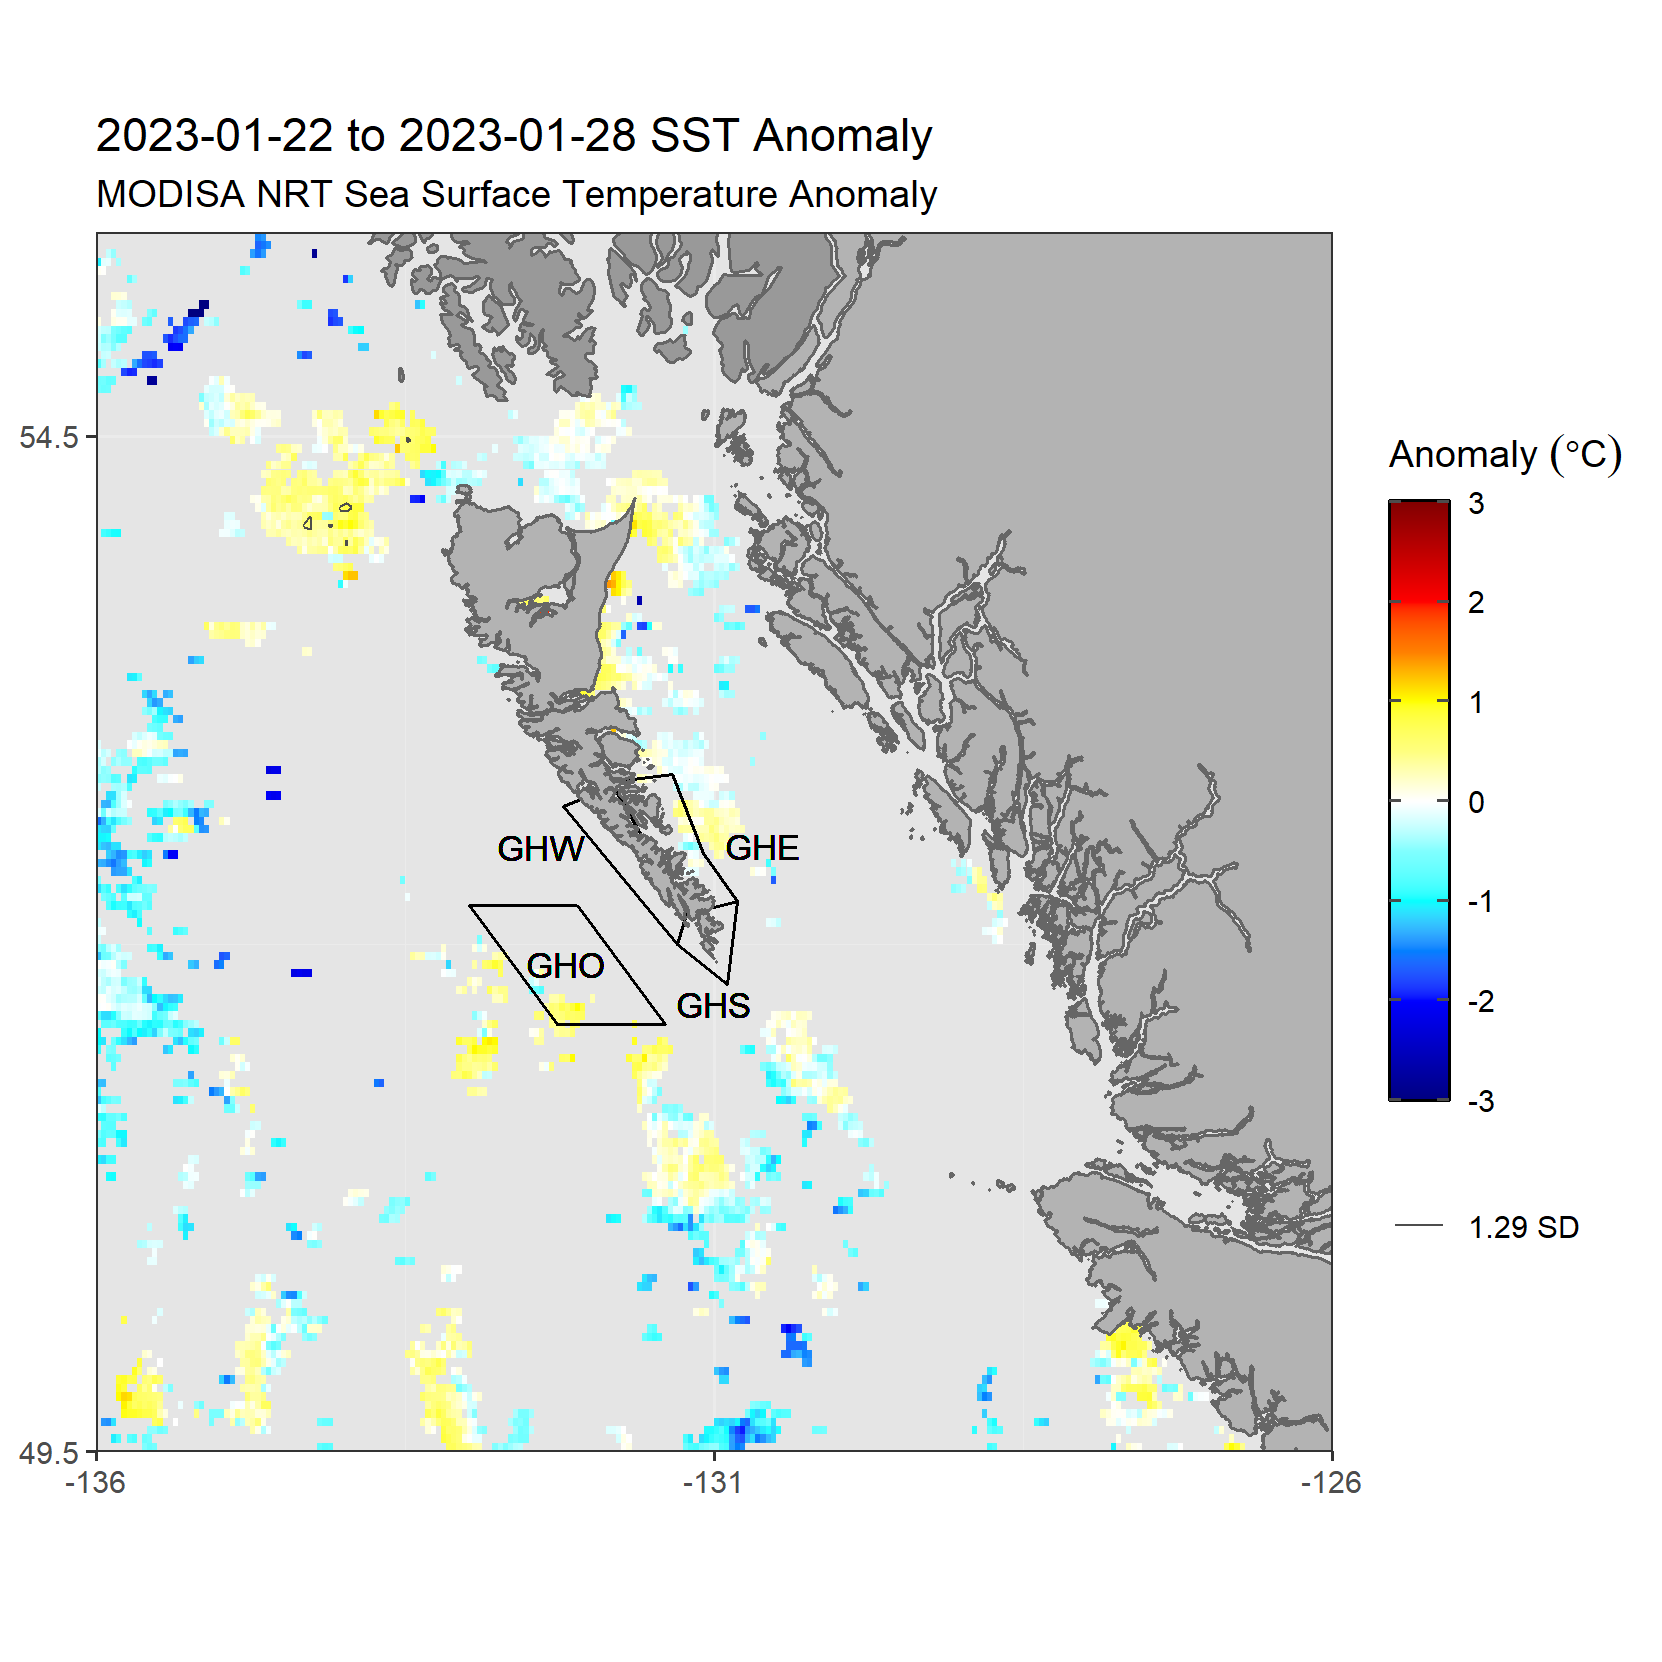 2023-01-22 to 2023-01-28 SST Anomaly
MODISA NRT Sea Surface Temperature Anomaly
54.5
49.5
-136
-131
-126
GHW
GHE
GHO
GHS
Anomaly (°C)
3
2
1
0
-1
-2
-3
1.29 SD